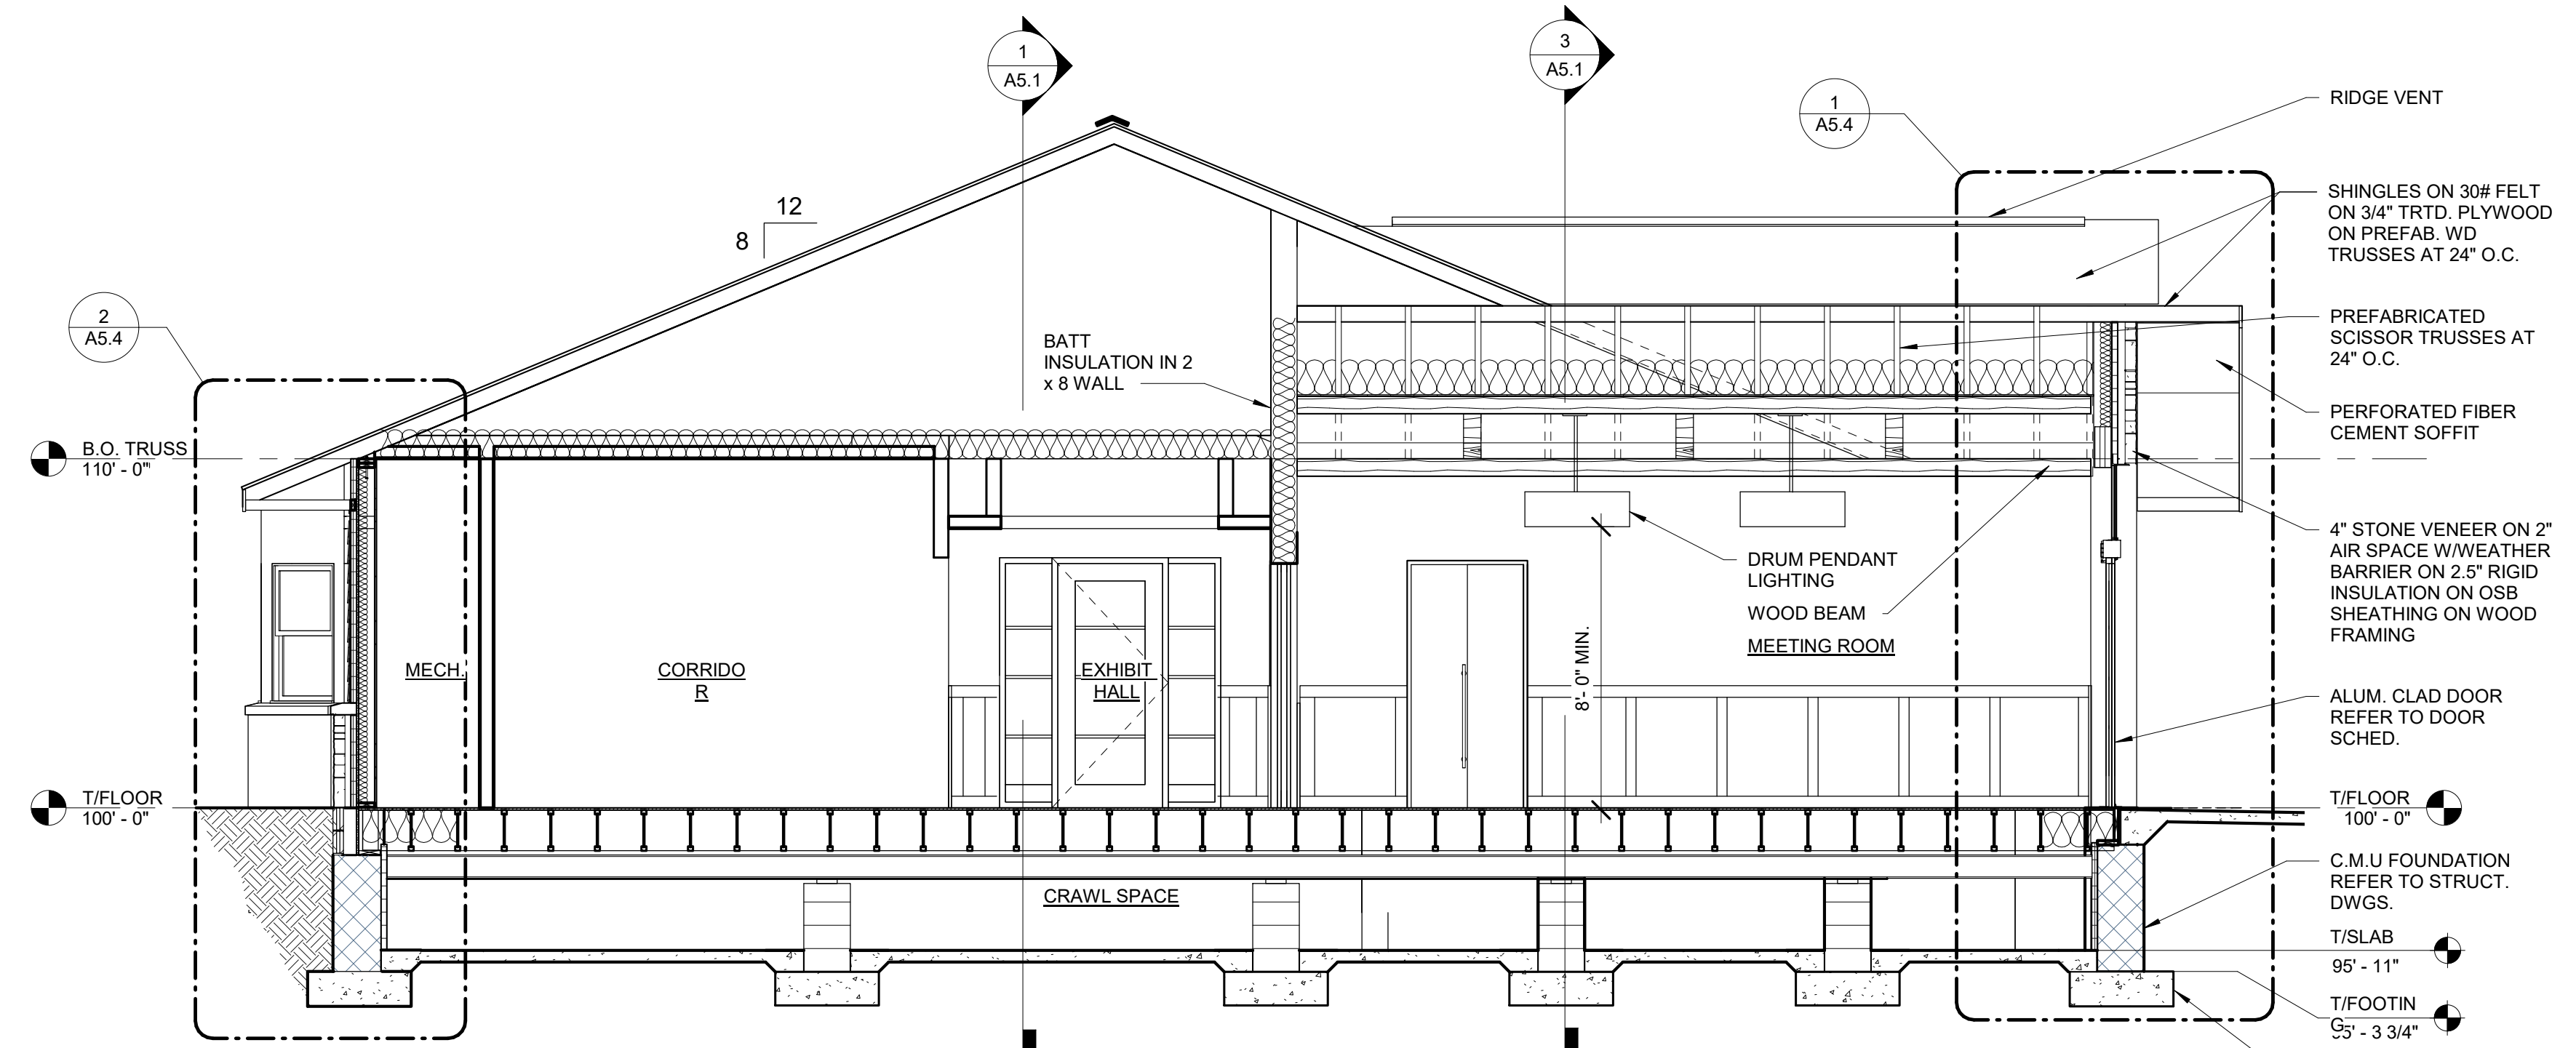 1
A5.1
3
A5.1
1
A5.4
RIDGE VENT
SHINGLES ON 30# FELT
ON 3/4" TRTD. PLYWOOD
ON PREFAB. WD
TRUSSES AT 24" O.C.
12
8
2
A5.4
BATT
INSULATION IN 2
x 8 WALL
PREFABRICATED
SCISSOR TRUSSES AT
24" O.C.
PERFORATED FIBER
CEMENT SOFFIT
B.O. TRUSS
110' - 0"
4" STONE VENEER ON 2"
AIR SPACE W/WEATHER
BARRIER ON 2.5" RIGID
INSULATION ON OSB
SHEATHING ON WOOD
FRAMING
DRUM PENDANT
LIGHTING
WOOD BEAM
MEETING ROOM
8'- 0" MIN.
MECH.
CORRIDO
R
EXHIBIT
HALL
ALUM. CLAD DOOR
REFER TO DOOR
SCHED.
T/FLOOR
100' - 0"
T/FLOOR
100' - 0"
C.M.U FOUNDATION
REFER TO STRUCT.
DWGS.
CRAWL SPACE
T/SLAB
95' - 11"
T/FOOTIN
G
95' - 3 3/4"